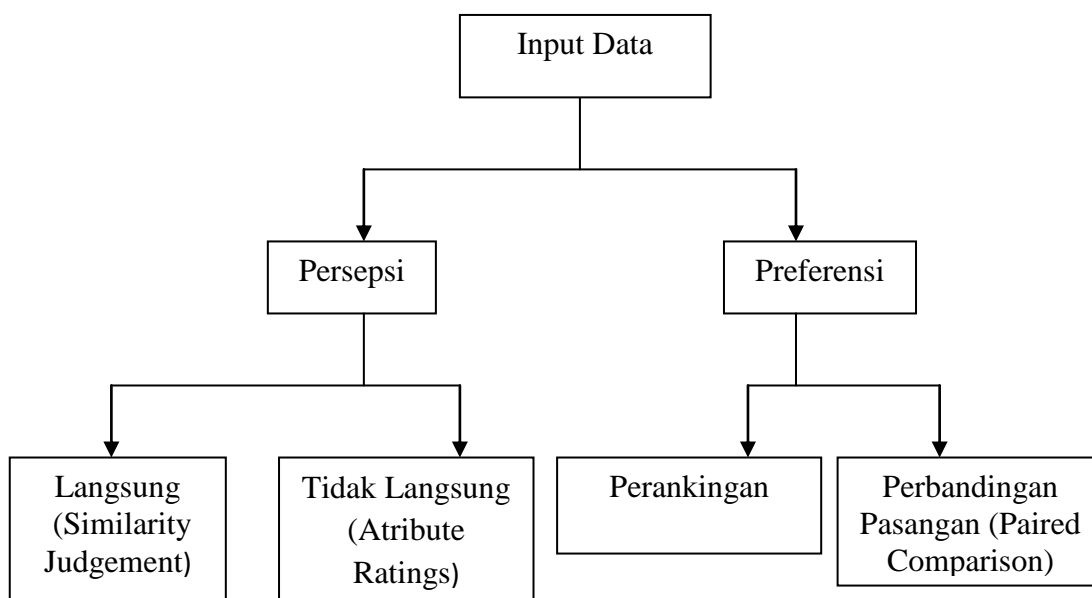 Input Data
Persepsi
Preferensi
Langsung
(Similarity
Judgement)
Tidak Langsung
(Atribute
Ratings)
Perankingan
Perbandingan
Pasangan (Paired
Comparison)